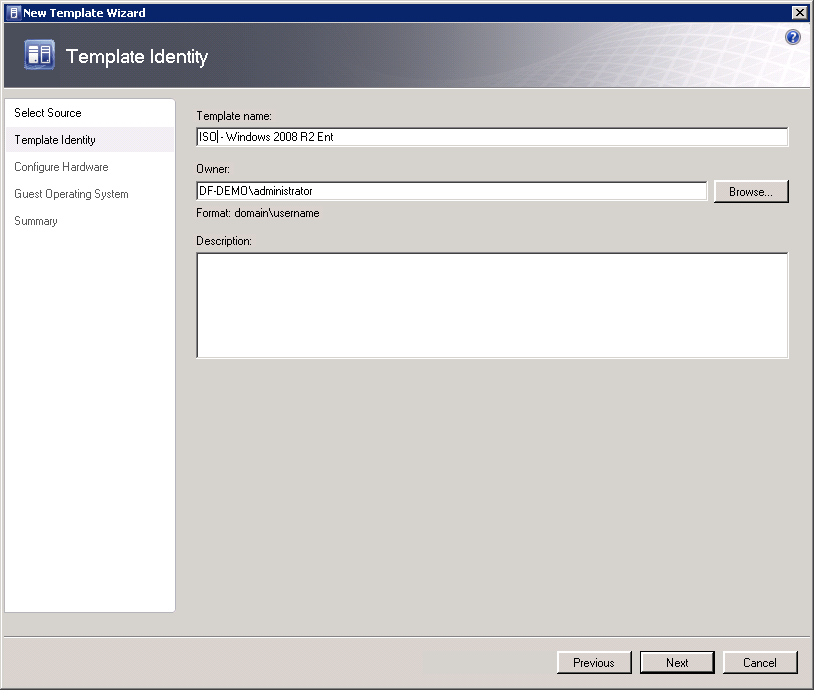 New Template Wizard
Template Identity
Select Source
Template Identity
Configure Hardware
Guest Operating System
Summary
Template name:
ISO - Windows 2008 R2 Ent
Owner:
DF-DEMO\administrator
Browse...
Format: domain\username
Description:
Previous
Next
Cancel